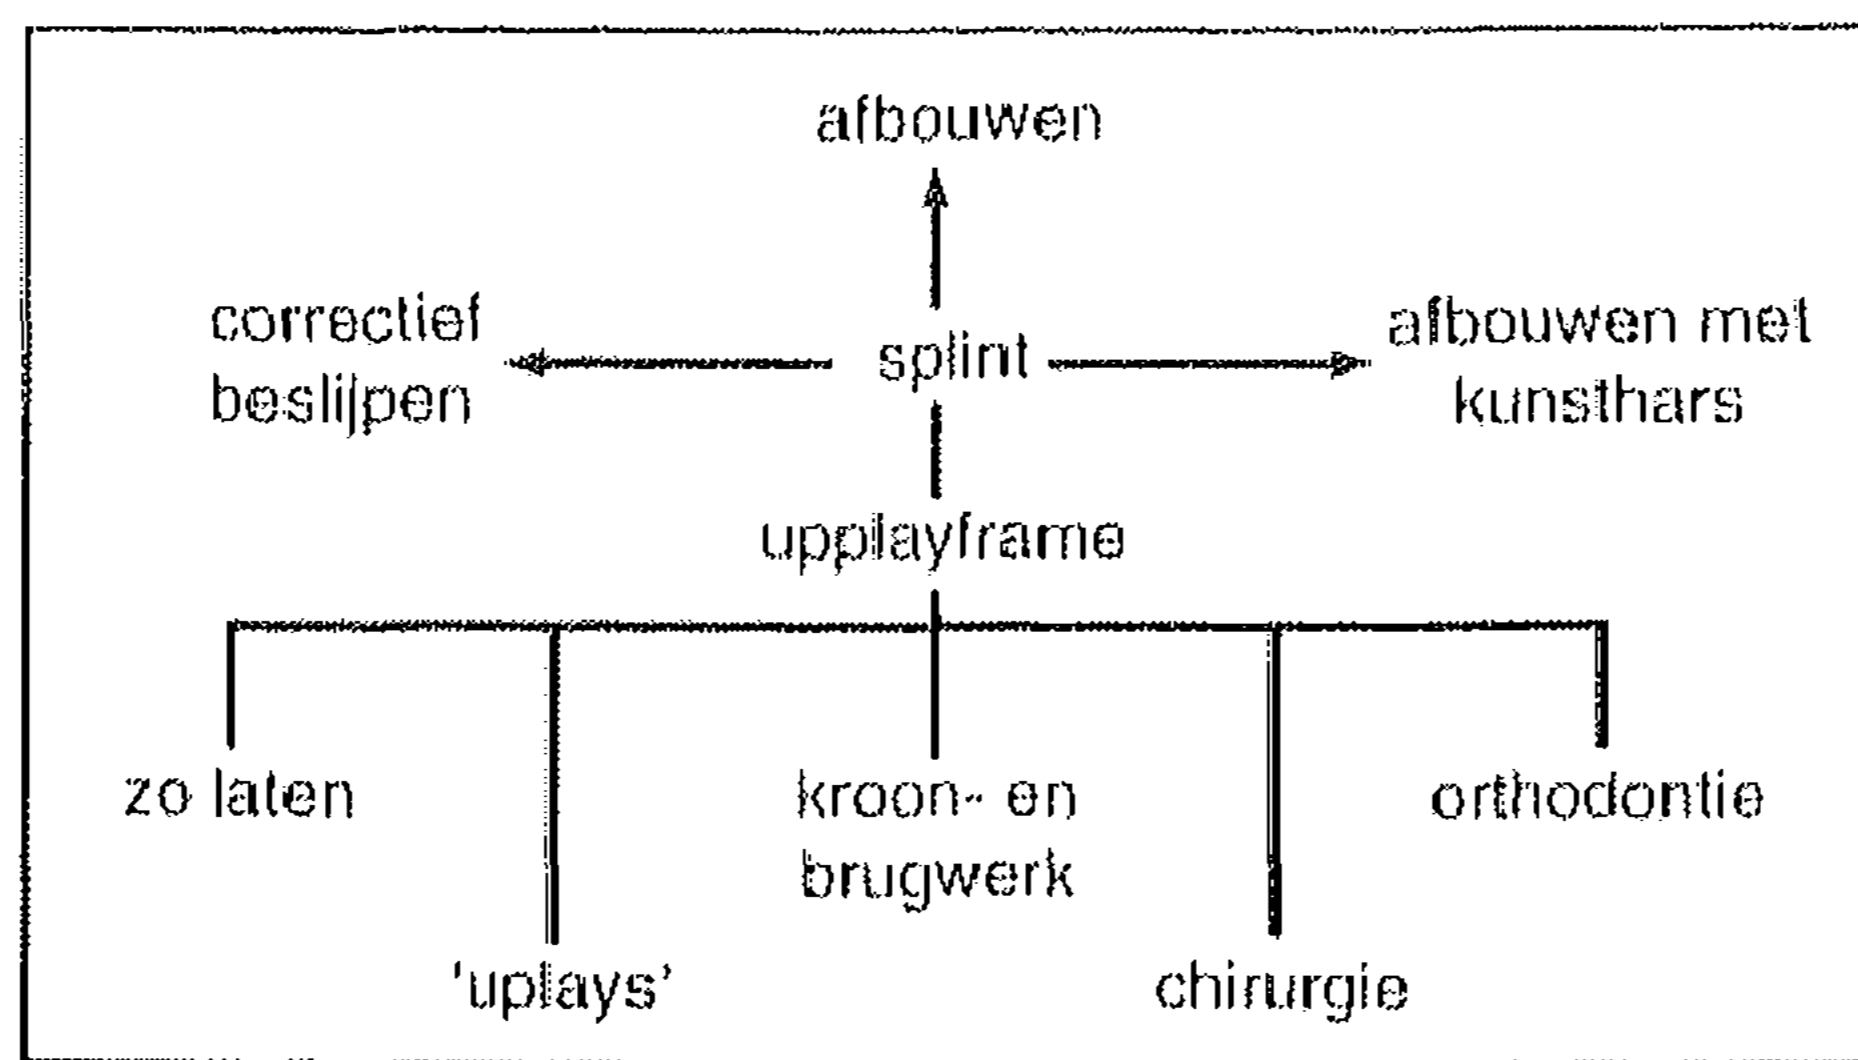 afbouwen
correctief
beslijpen
splint
afbouwen met
kunsthars
upplayframe
zo laten
kroon- en
brugwerk
orthodontie
'uplays'
chirurgie